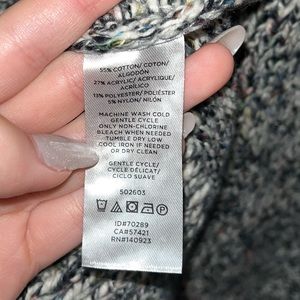 55% COTTON/ COTON/
ALGODÓN
27% ACRYLIC/ ACRYLIQUE/
ACRÍLICO
13% POLYESTER/ POLIÉSTER
5% NYLON/ NILÓN
MACHINE WASH COLD
GENTLE CYCLE
ONLY NON-CHLORINE
BLEACH WHEN NEEDED
TUMBLE DRY LOW
COOL IRON IF NEEDED
OR DRY CLEAN
GENTLE CYCLE/
CYCLE DÉLICAT/
CICLO SUAVE
502603
ID#70289
CA#57421
RN#140923